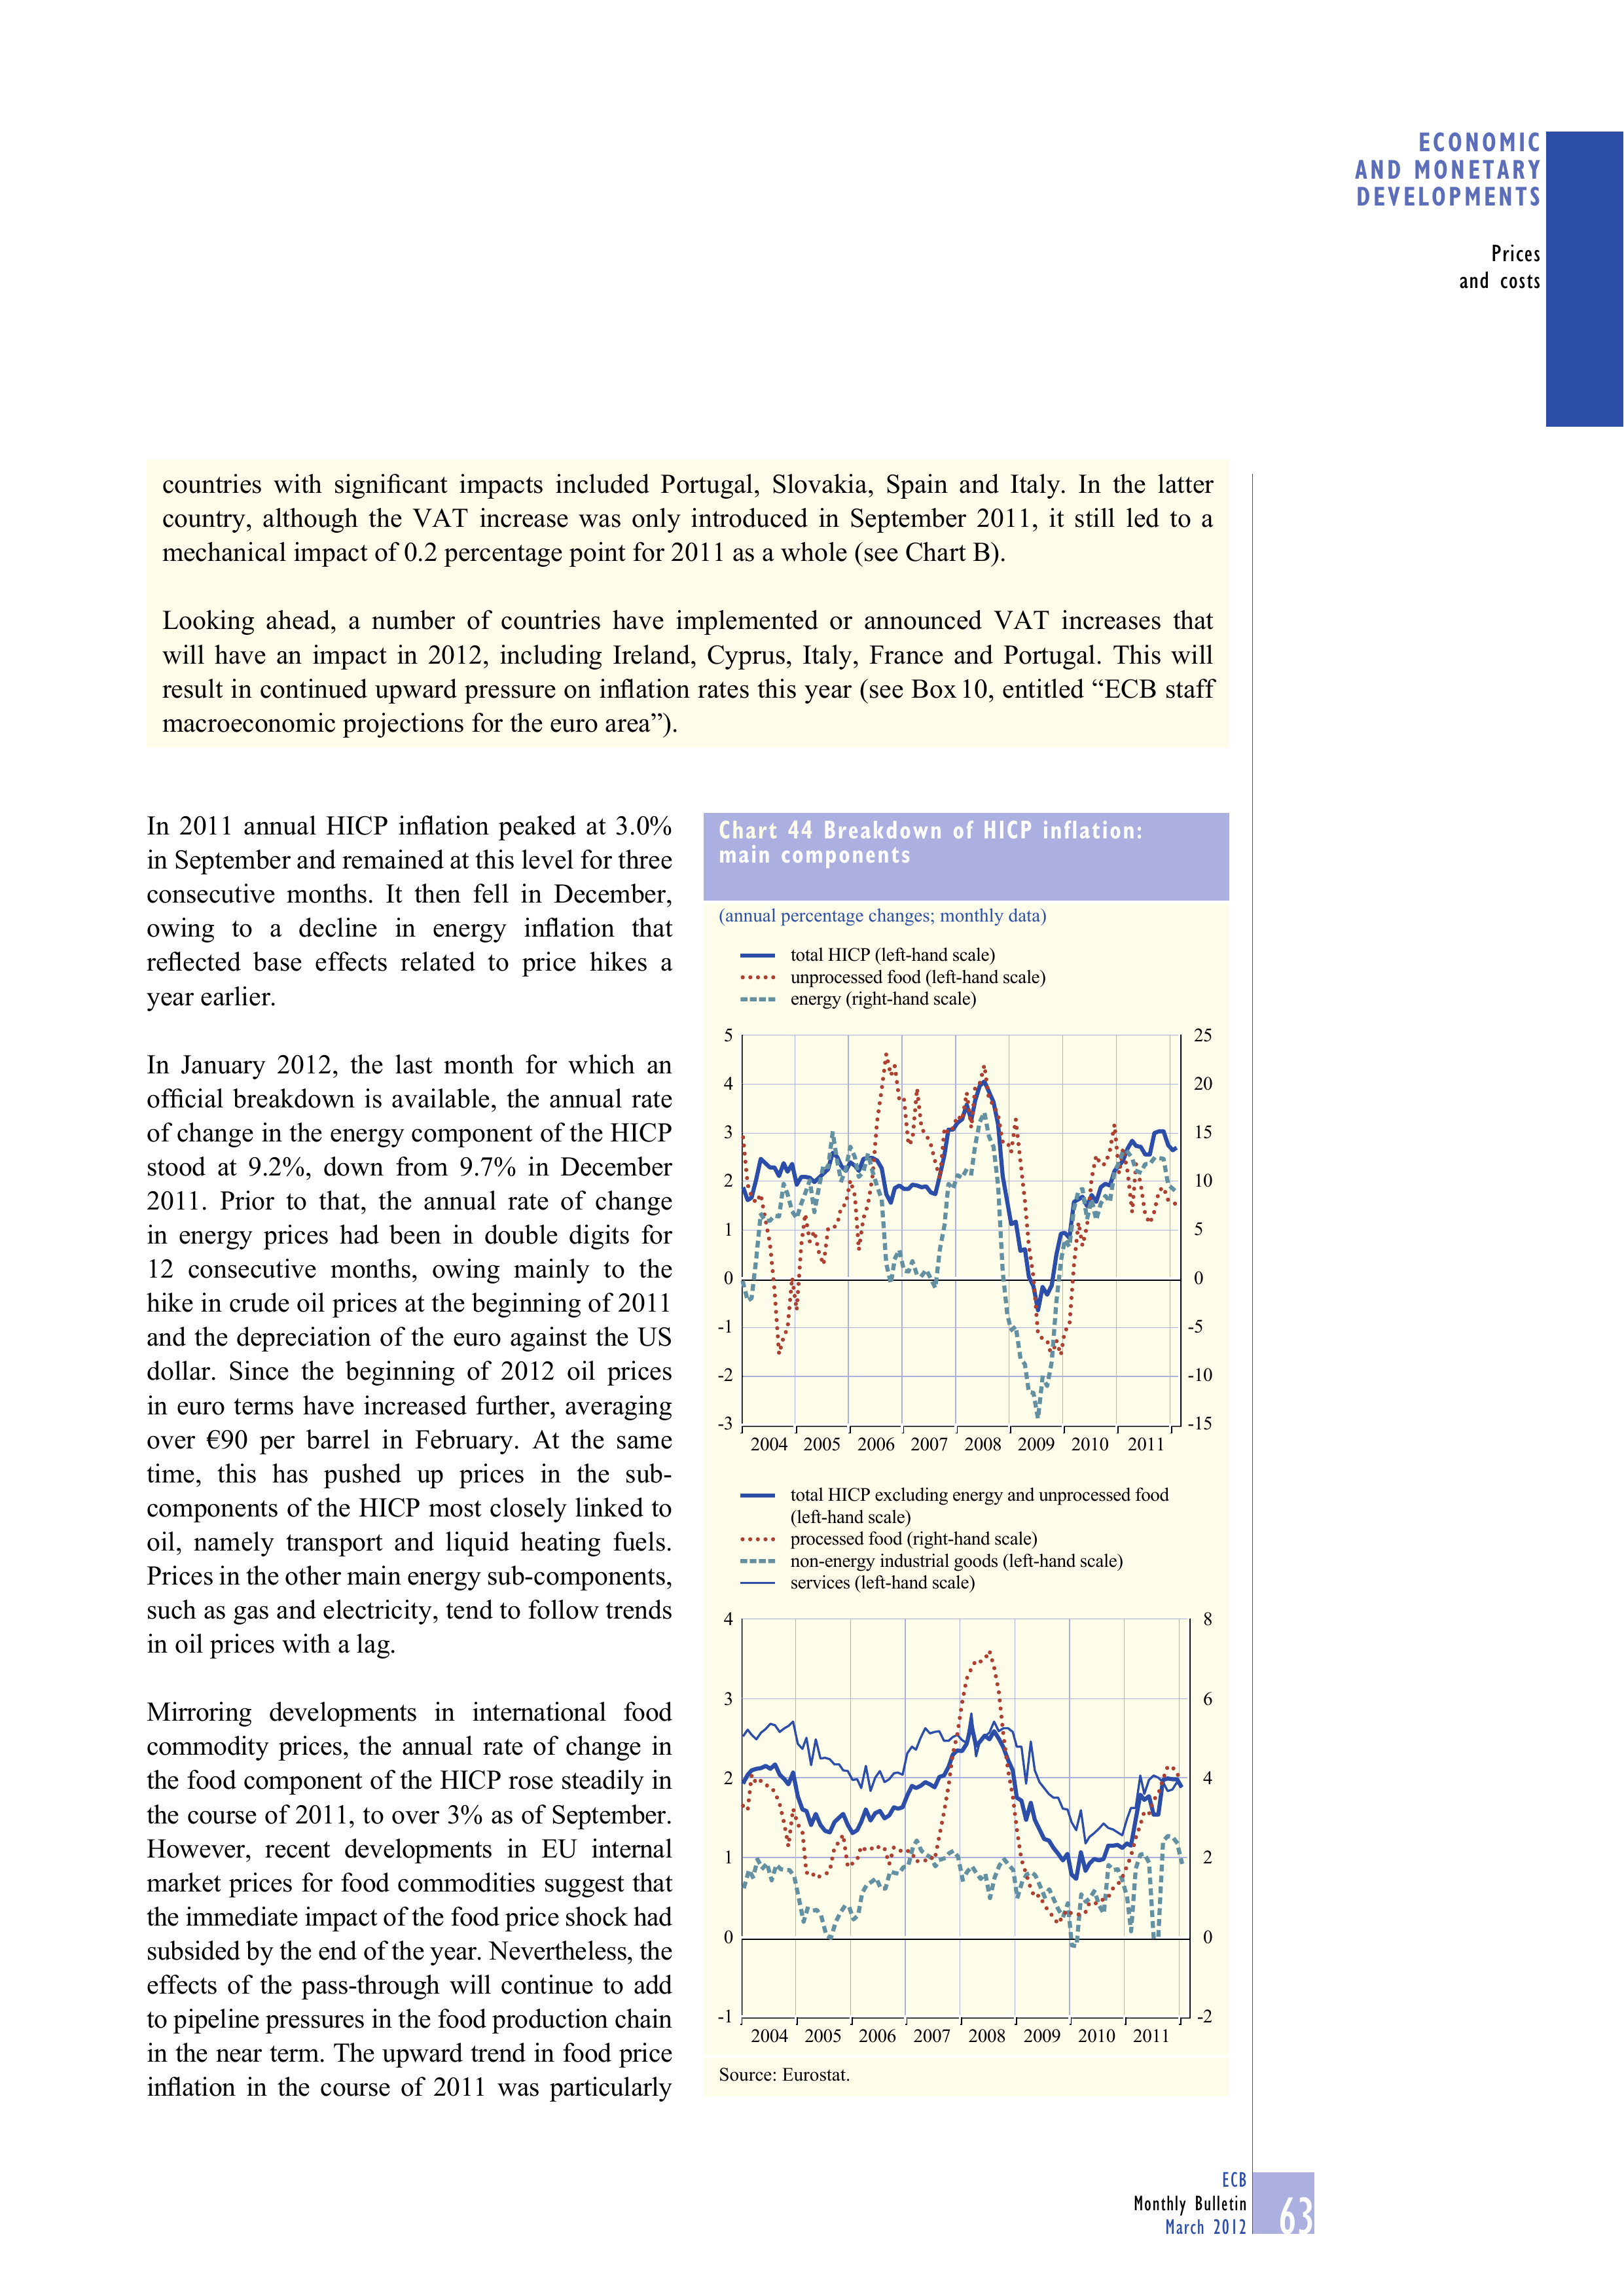 ECONOMIC
AND MONETARY
DEVELOPMENTS
Prices
and costs
countries with significant impacts included Portugal, Slovakia, Spain and Italy. In the latter
country, although the VAT increase was only introduced in September 2011, it still led to a
mechanical impact of 0.2 percentage point for 2011 as a whole (see Chart B).
Looking ahead, a number of countries have implemented or announced VAT increases that
will have an impact in 2012, including Ireland, Cyprus, Italy, France and Portugal. This will
result in continued upward pressure on inflation rates this year (see Box 10, entitled “ECB staff
macroeconomic projections for the euro area”).
In 2011 annual HICP inflation peaked at 3.0%
in September and remained at this level for three
consecutive months. It then fell in December,
owing to a decline in energy inflation that
reflected base effects related to price hikes a
year earlier.
In January 2012, the last month for which an
official breakdown is available, the annual rate
of change in the energy component of the HICP
stood at 9.2%, down from 9.7% in December
2011. Prior to that, the annual rate of change
in energy prices had been in double digits for
12 consecutive months, owing mainly to the
hike in crude oil prices at the beginning of 2011
and the depreciation of the euro against the US
dollar. Since the beginning of 2012 oil prices
in euro terms have increased further, averaging
over €90 per barrel in February. At the same
time, this has pushed up prices in the sub-
components of the HICP most closely linked to
oil, namely transport and liquid heating fuels.
Prices in the other main energy sub-components,
such as gas and electricity, tend to follow trends
in oil prices with a lag.
Mirroring developments in international food
commodity prices, the annual rate of change in
the food component of the HICP rose steadily in
the course of 2011, to over 3% as of September.
However, recent developments in EU internal
market prices for food commodities suggest that
the immediate impact of the food price shock had
subsided by the end of the year. Nevertheless, the
effects of the pass-through will continue to add
to pipeline pressures in the food production chain
in the near term. The upward trend in food price
inflation in the course of 2011 was particularly
Chart 44 Breakdown of HICP inflation:
main components
(annual percentage changes; monthly data)
total HICP (left-hand scale)
unprocessed food (left-hand scale)
energy (right-hand scale)
5 25
4 20
3 15
2 10
1 5
0 0
-1 -5
-2 -10
-3 -15
2004 2005 2006 2007 2008 2009 2010 2011
total HICP excluding energy and unprocessed food
(left-hand scale)
processed food (right-hand scale)
non-energy industrial goods (left-hand scale)
services (left-hand scale)
4 8
3 6
2 4
1 2
0 0
-1 -2
2004 2005 2006 2007 2008 2009 2010 2011
Source: Eurostat.
ECB
Monthly Bulletin
March 2012
63